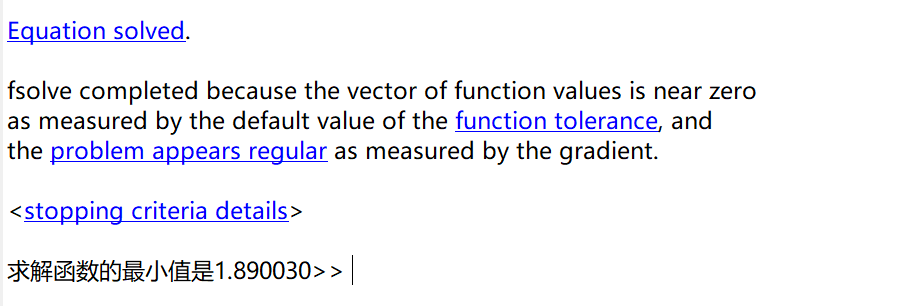 Equation solved.
fsolve completed because the vector of function values is near zero
as measured by the default value of the function tolerance, and
the problem appears regular as measured by the gradient.
<stopping criteria details>
求解函数的最小值是1.890030>>